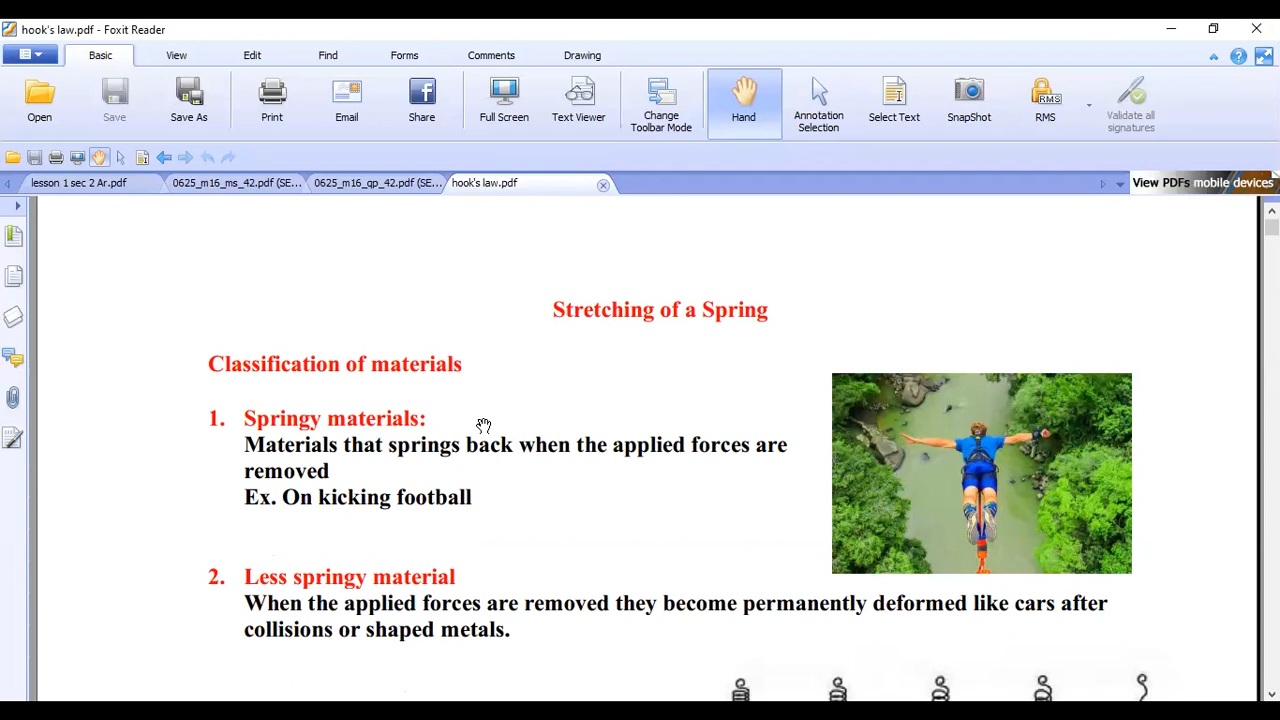 hook's law.pdf - Foxit Reader
Basic View Edit Find Forms Comments Drawing
Open Save Save As Print Email Share Full Screen Text Viewer Change Toolbar Mode Hand Annotation Selection Select Text SnapShot RMS Validate all signatures
RMS
lesson 1 sec 2 Ar.pdf 0625_m16_ms_42.pdf (SE... 0625_m16_qp_42.pdf (SE... hook's law.pdf View PDFs mobile devices
Stretching of a Spring
Classification of materials
1. Springy materials:
Materials that springs back when the applied forces are
removed
Ex. On kicking football
2. Less springy material
When the applied forces are removed they become permanently deformed like cars after
collisions or shaped metals.